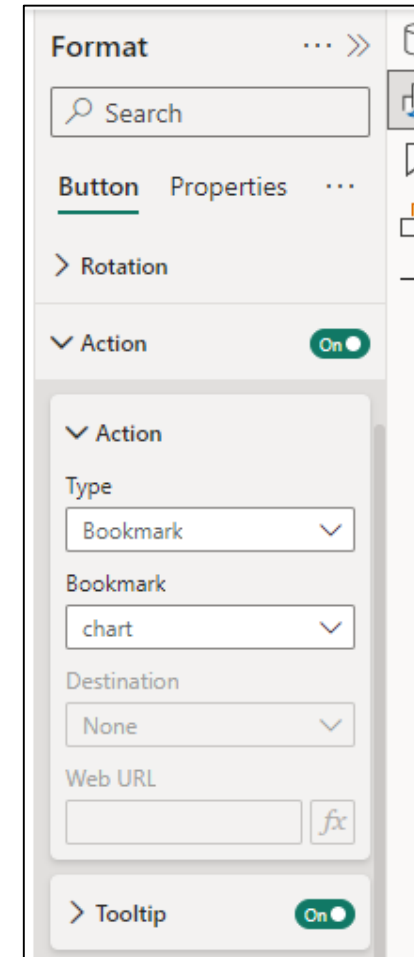 Format
Search
Button Properties
Rotation
Action On
Action
Type
Bookmark
Bookmark
chart
Destination
None
Web URL
fx
Tooltip On